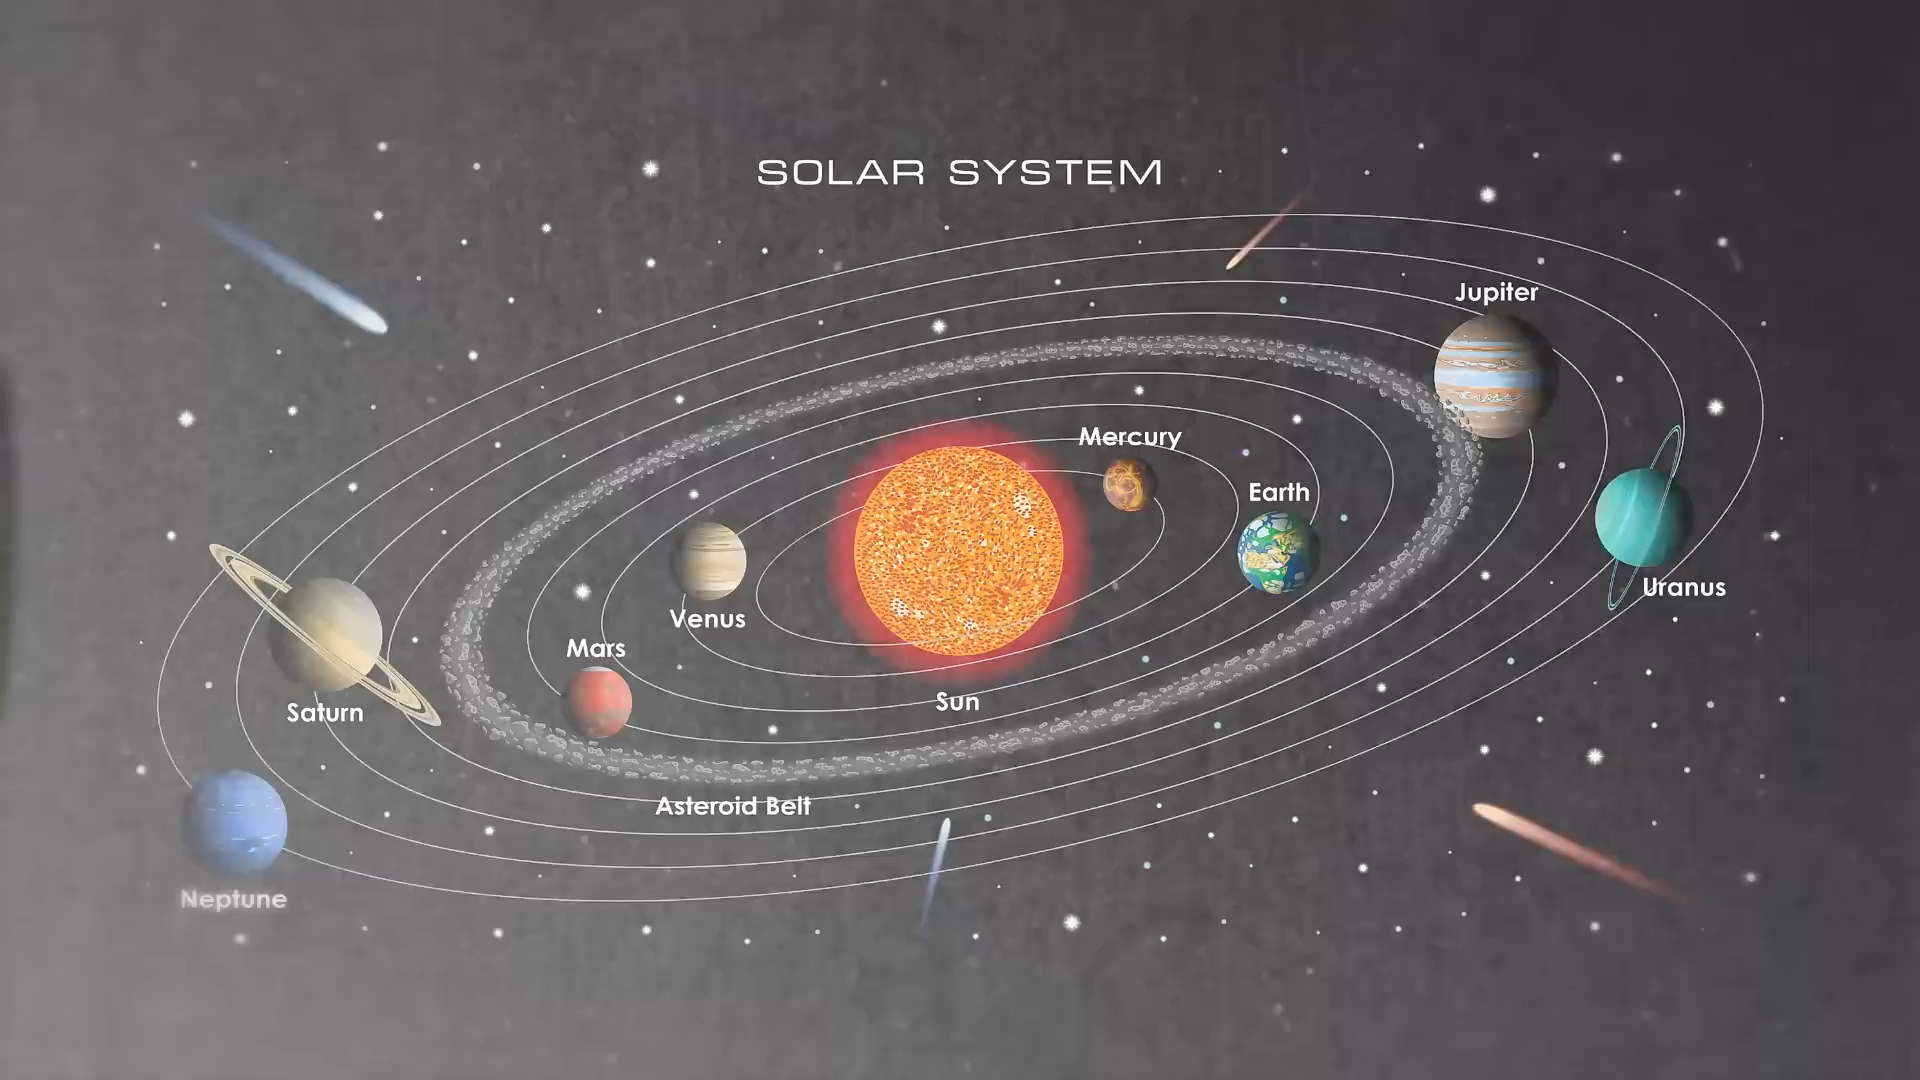 SOLAR SYSTEM
Jupiter
Mercury
Earth
Uranus
Venus
Mars
Sun
Saturn
Asteroid Belt
Neptune